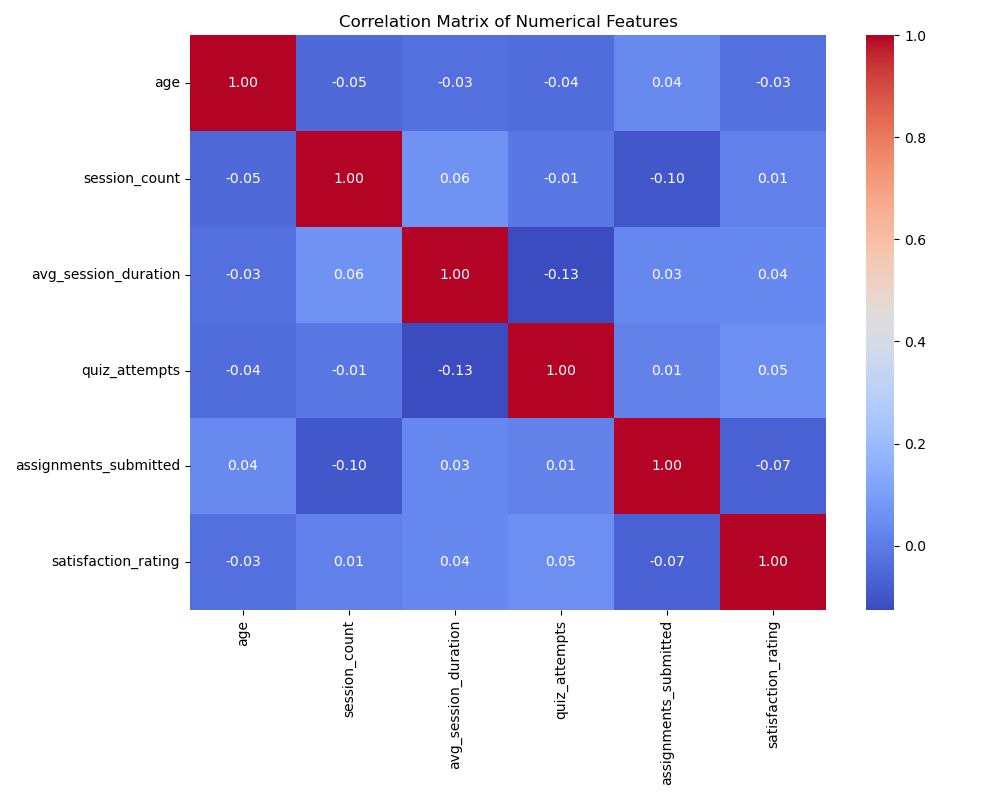 Correlation Matrix of Numerical Features
age 1.00 -0.05 -0.03 -0.04 0.04 -0.03
session_count -0.05 1.00 0.06 -0.01 -0.10 0.01
avg_session_duration -0.03 0.06 1.00 -0.13 0.03 0.04
quiz_attempts -0.04 -0.01 -0.13 1.00 0.01 0.05
assignments_submitted 0.04 -0.10 0.03 0.01 1.00 -0.07
satisfaction_rating -0.03 0.01 0.04 0.05 -0.07 1.00
age
session_count
avg_session_duration
quiz_attempts
assignments_submitted
satisfaction_rating
1.0
0.8
0.6
0.4
0.2
0.0